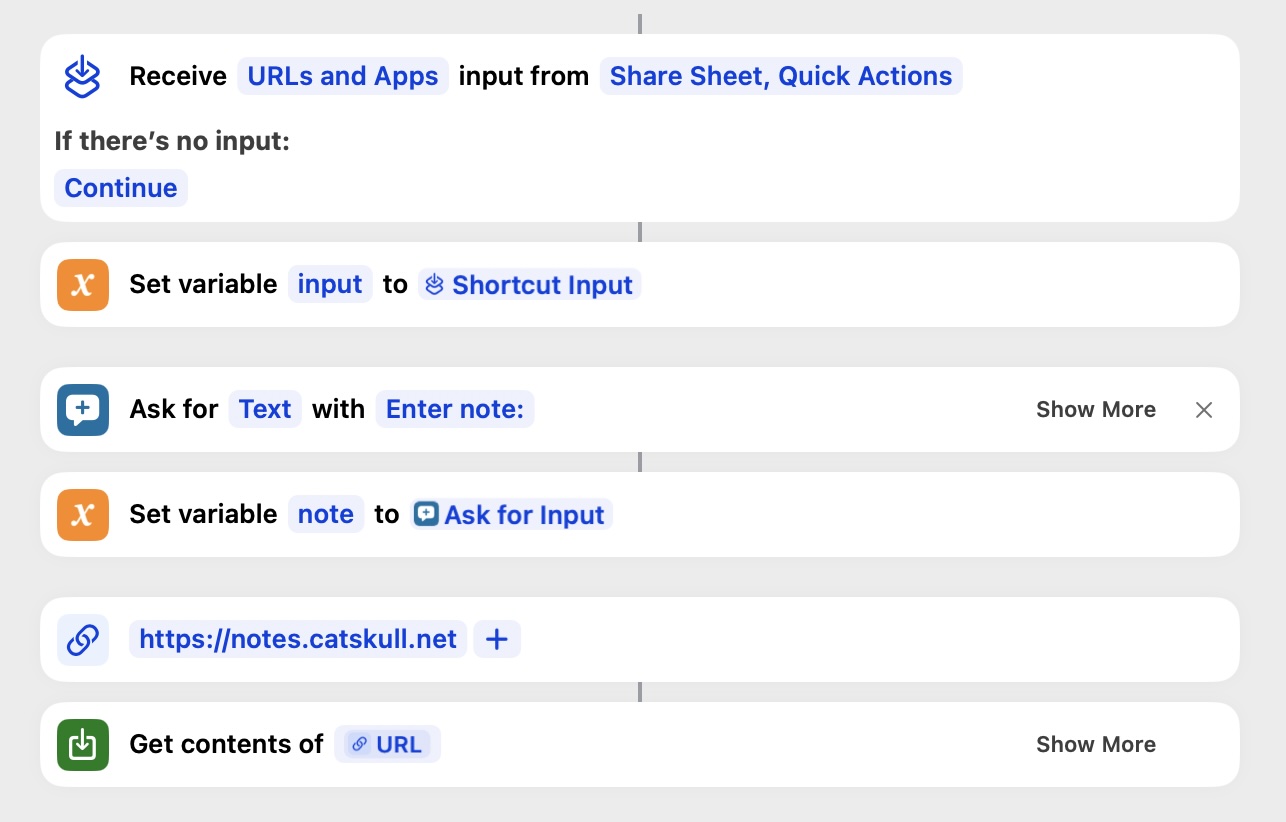 Receive URLs and Apps input from Share Sheet, Quick Actions
If there’s no input:
Continue
Set variable input to Shortcut Input
Ask for Text with Enter note: Show More
Set variable note to Ask for Input
https://notes.catskull.net
Get contents of URL Show More